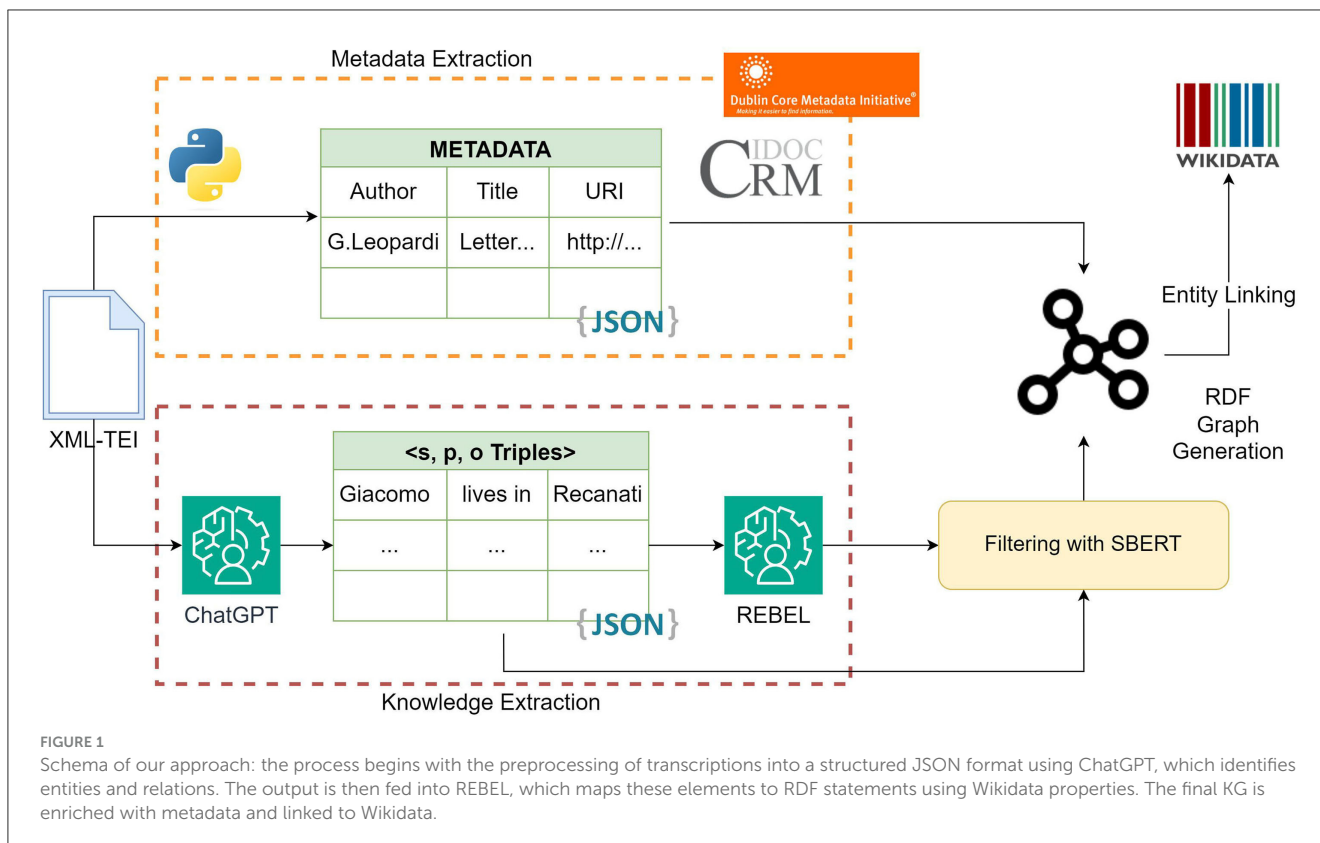 Metadata Extraction
Dublin Core Metadata Initiative®
Making it easier to find information.
METADATA
Author Title URI
G.Leopardi Letter... http://...
{JSON}
CIDOC
CRM
WIKIDATA
Entity Linking
RDF
Graph
Generation
XML-TEI
<s, p, o Triples>
Giacomo lives in Recanati
... ... ...
{JSON}
ChatGPT
REBEL
Filtering with SBERT
Knowledge Extraction
FIGURE 1
Schema of our approach: the process begins with the preprocessing of transcriptions into a structured JSON format using ChatGPT, which identifies
entities and relations. The output is then fed into REBEL, which maps these elements to RDF statements using Wikidata properties. The final KG is
enriched with metadata and linked to Wikidata.